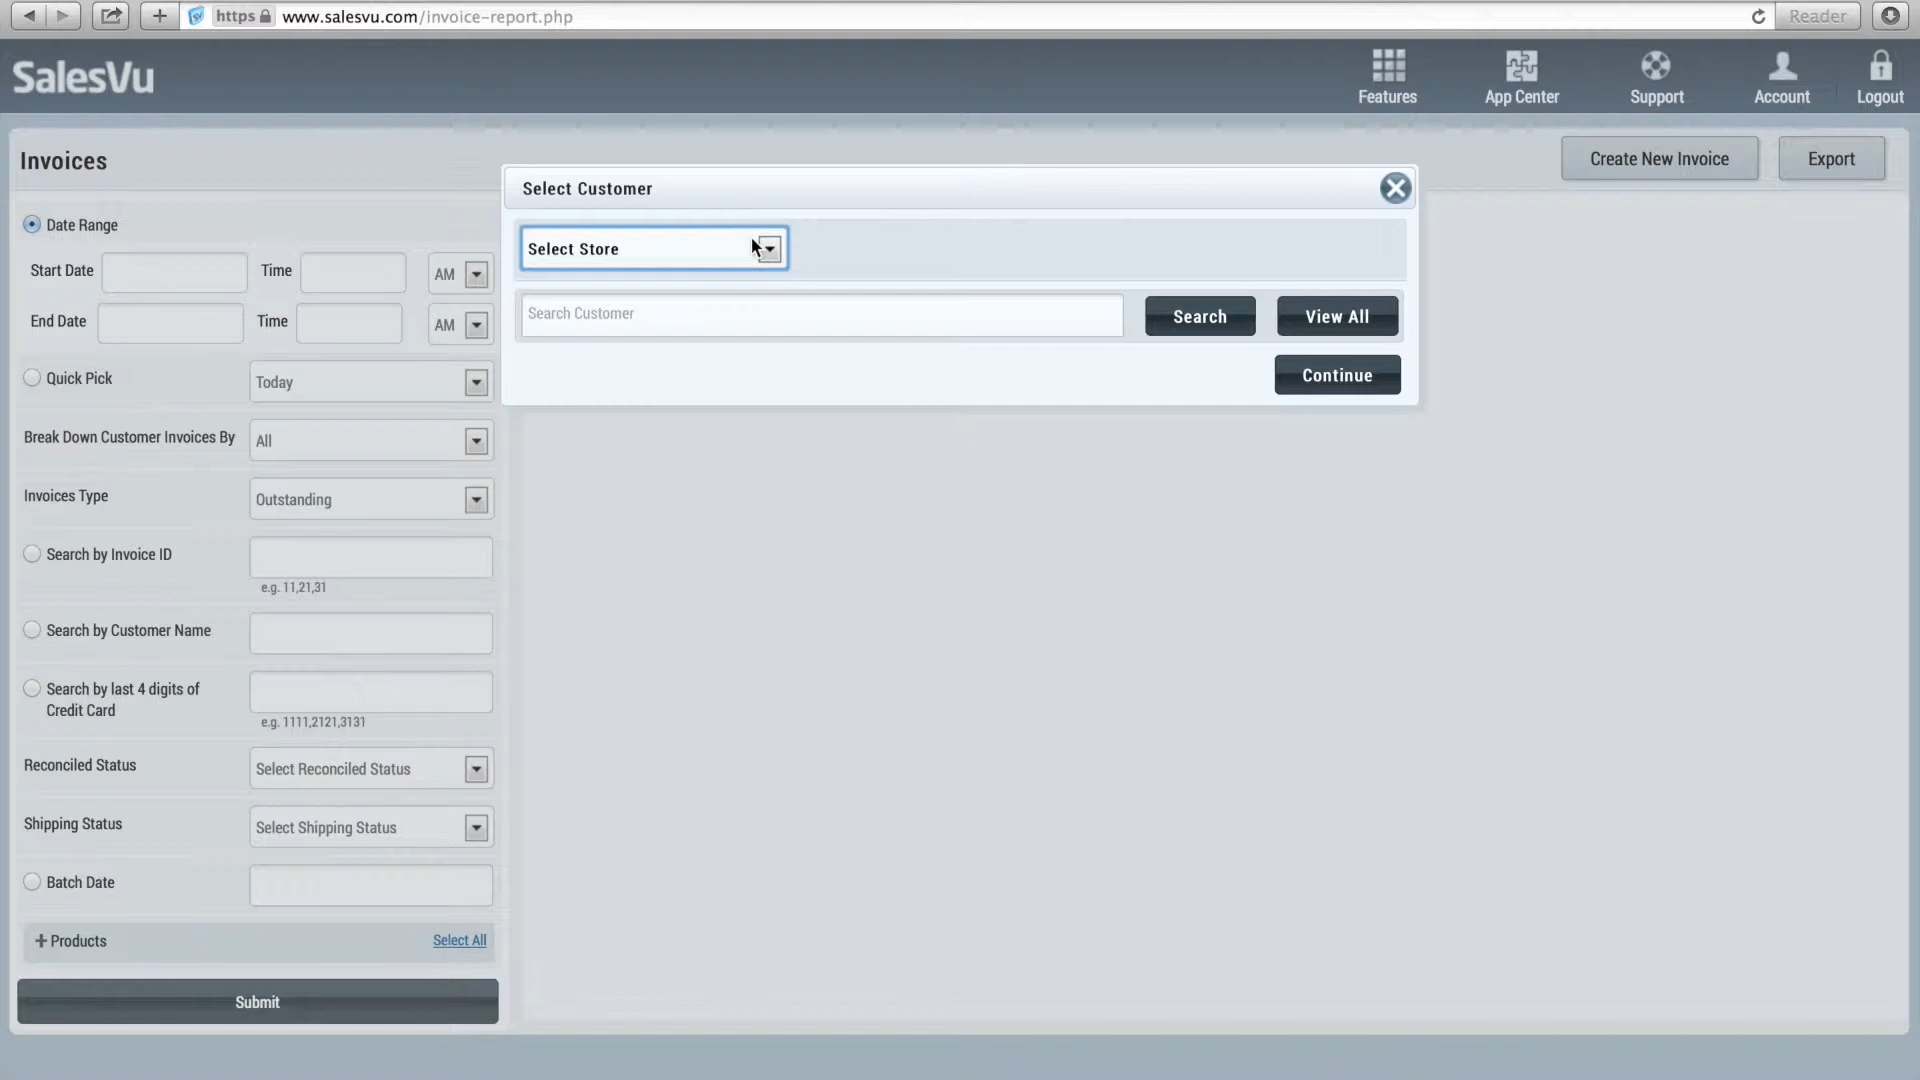 https www.salesvu.com/invoice-report.php Reader
SalesVu
Features
App Center
Support
Account
Logout
Invoices
Create New Invoice
Export
Select Customer
Select Store
Search Customer
Search
View All
Continue
Date Range
Start Date Time AM
End Date Time AM
Quick Pick Today
Break Down Customer Invoices By All
Invoices Type Outstanding
Search by Invoice ID
e.g. 11,21,31
Search by Customer Name
Search by last 4 digits of
Credit Card
e.g. 1111,2121,3131
Reconciled Status Select Reconciled Status
Shipping Status Select Shipping Status
Batch Date
+ Products Select All
Submit